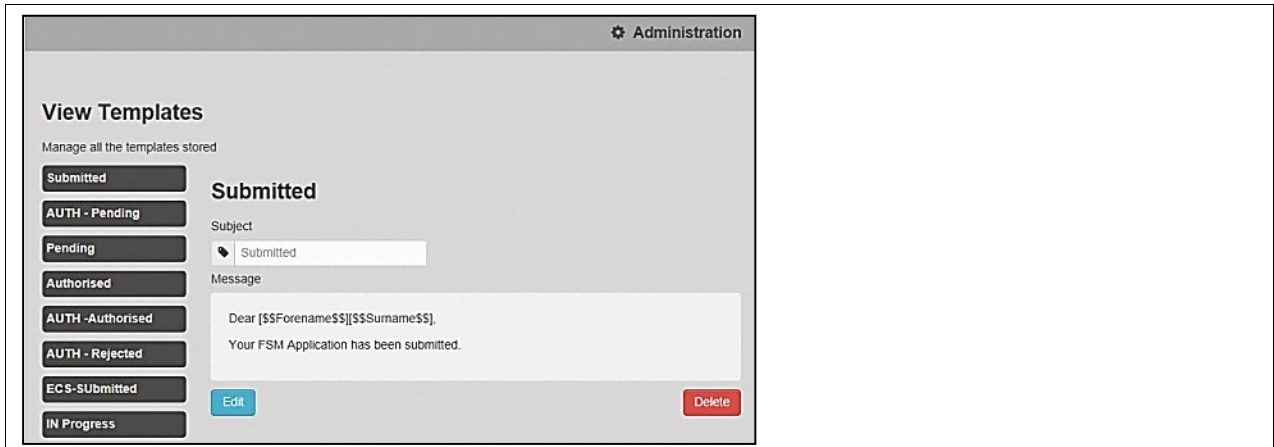 Administration
View Templates
Manage all the templates stored
Submitted
AUTH - Pending
Pending
Authorised
AUTH -Authorised
AUTH - Rejected
ECS-SUbmitted
IN Progress
Submitted
Subject
Submitted
Message
Dear [$$Forename$$][$$Surname$$],
Your FSM Application has been submitted.
Edit
Delete